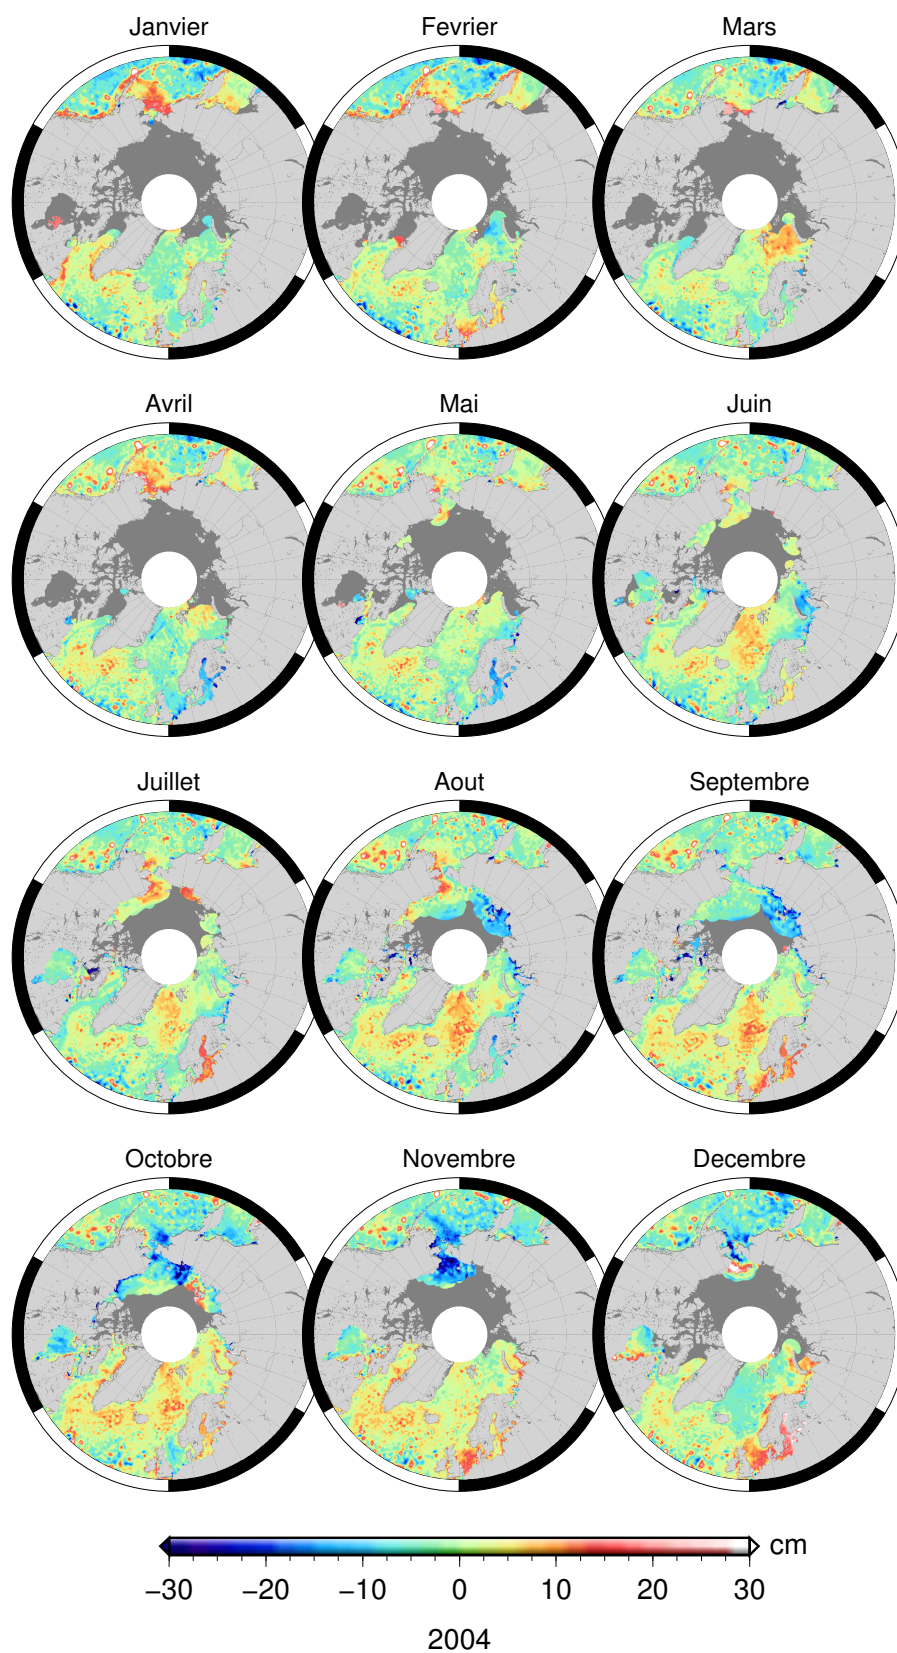 Janvier Fevrier Mars
Avril Mai Juin
Juillet Aout Septembre
Octobre Novembre Decembre
cm
−30 −20 −10 0 10 20 30
2004